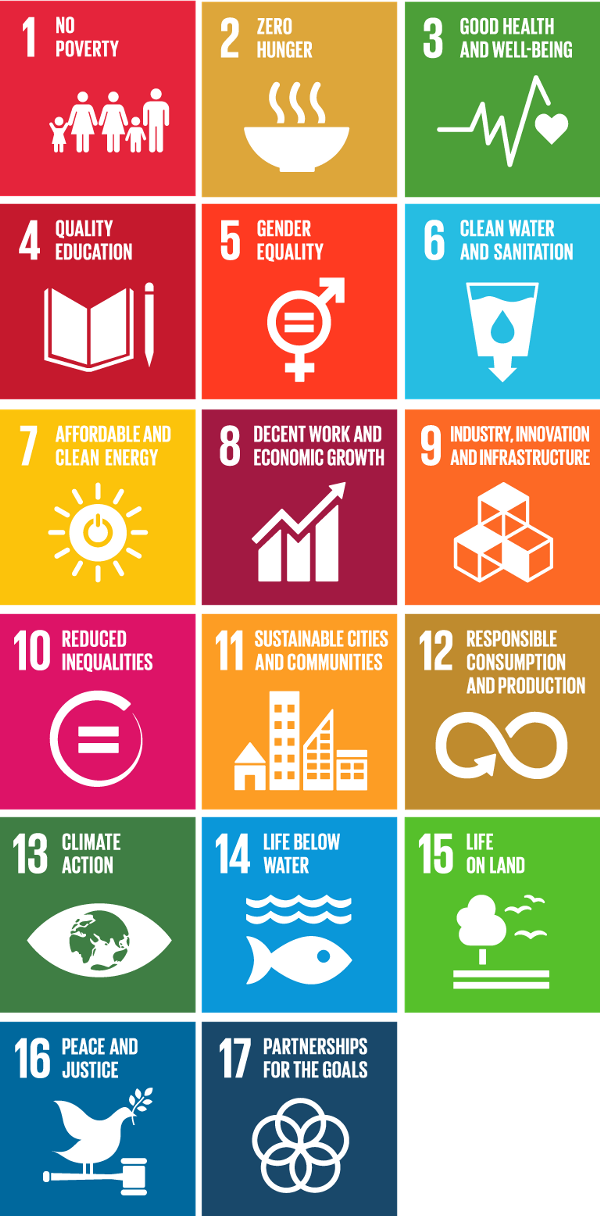 1 NO
POVERTY
2 ZERO
HUNGER
3 GOOD HEALTH
AND WELL-BEING
4 QUALITY
EDUCATION
5 GENDER
EQUALITY
6 CLEAN WATER
AND SANITATION
7 AFFORDABLE AND
CLEAN ENERGY
8 DECENT WORK AND
ECONOMIC GROWTH
9 INDUSTRY, INNOVATION
AND INFRASTRUCTURE
10 REDUCED
INEQUALITIES
11 SUSTAINABLE CITIES
AND COMMUNITIES
12 RESPONSIBLE
CONSUMPTION
AND PRODUCTION
13 CLIMATE
ACTION
14 LIFE BELOW
WATER
15 LIFE
ON LAND
16 PEACE AND
JUSTICE
17 PARTNERSHIPS
FOR THE GOALS